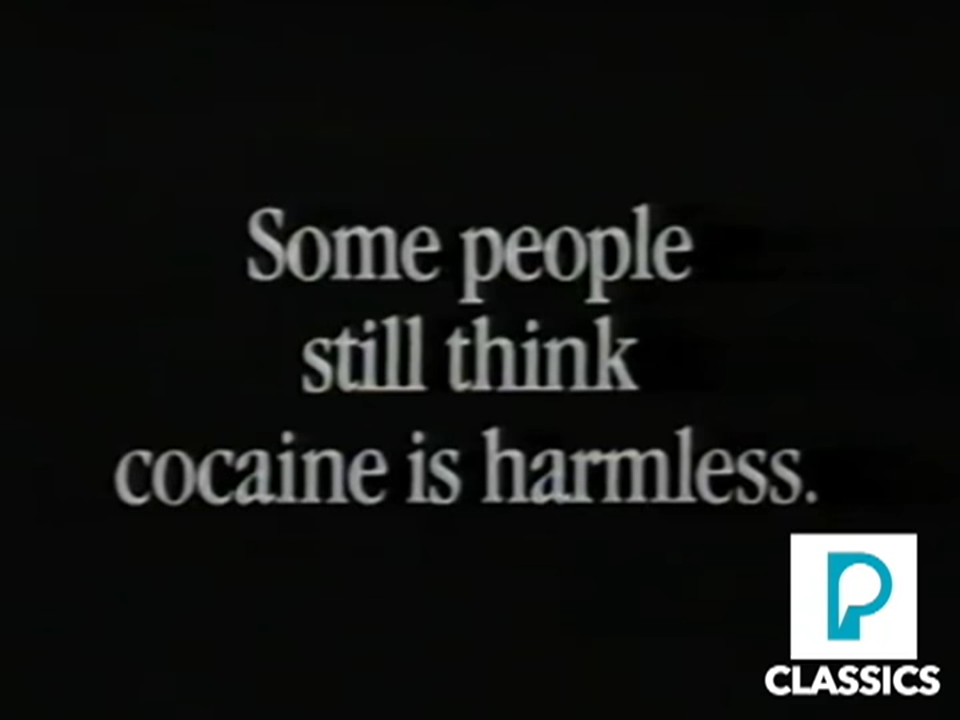 Some people
still think
cocaine is harmless.
P
CLASSICS